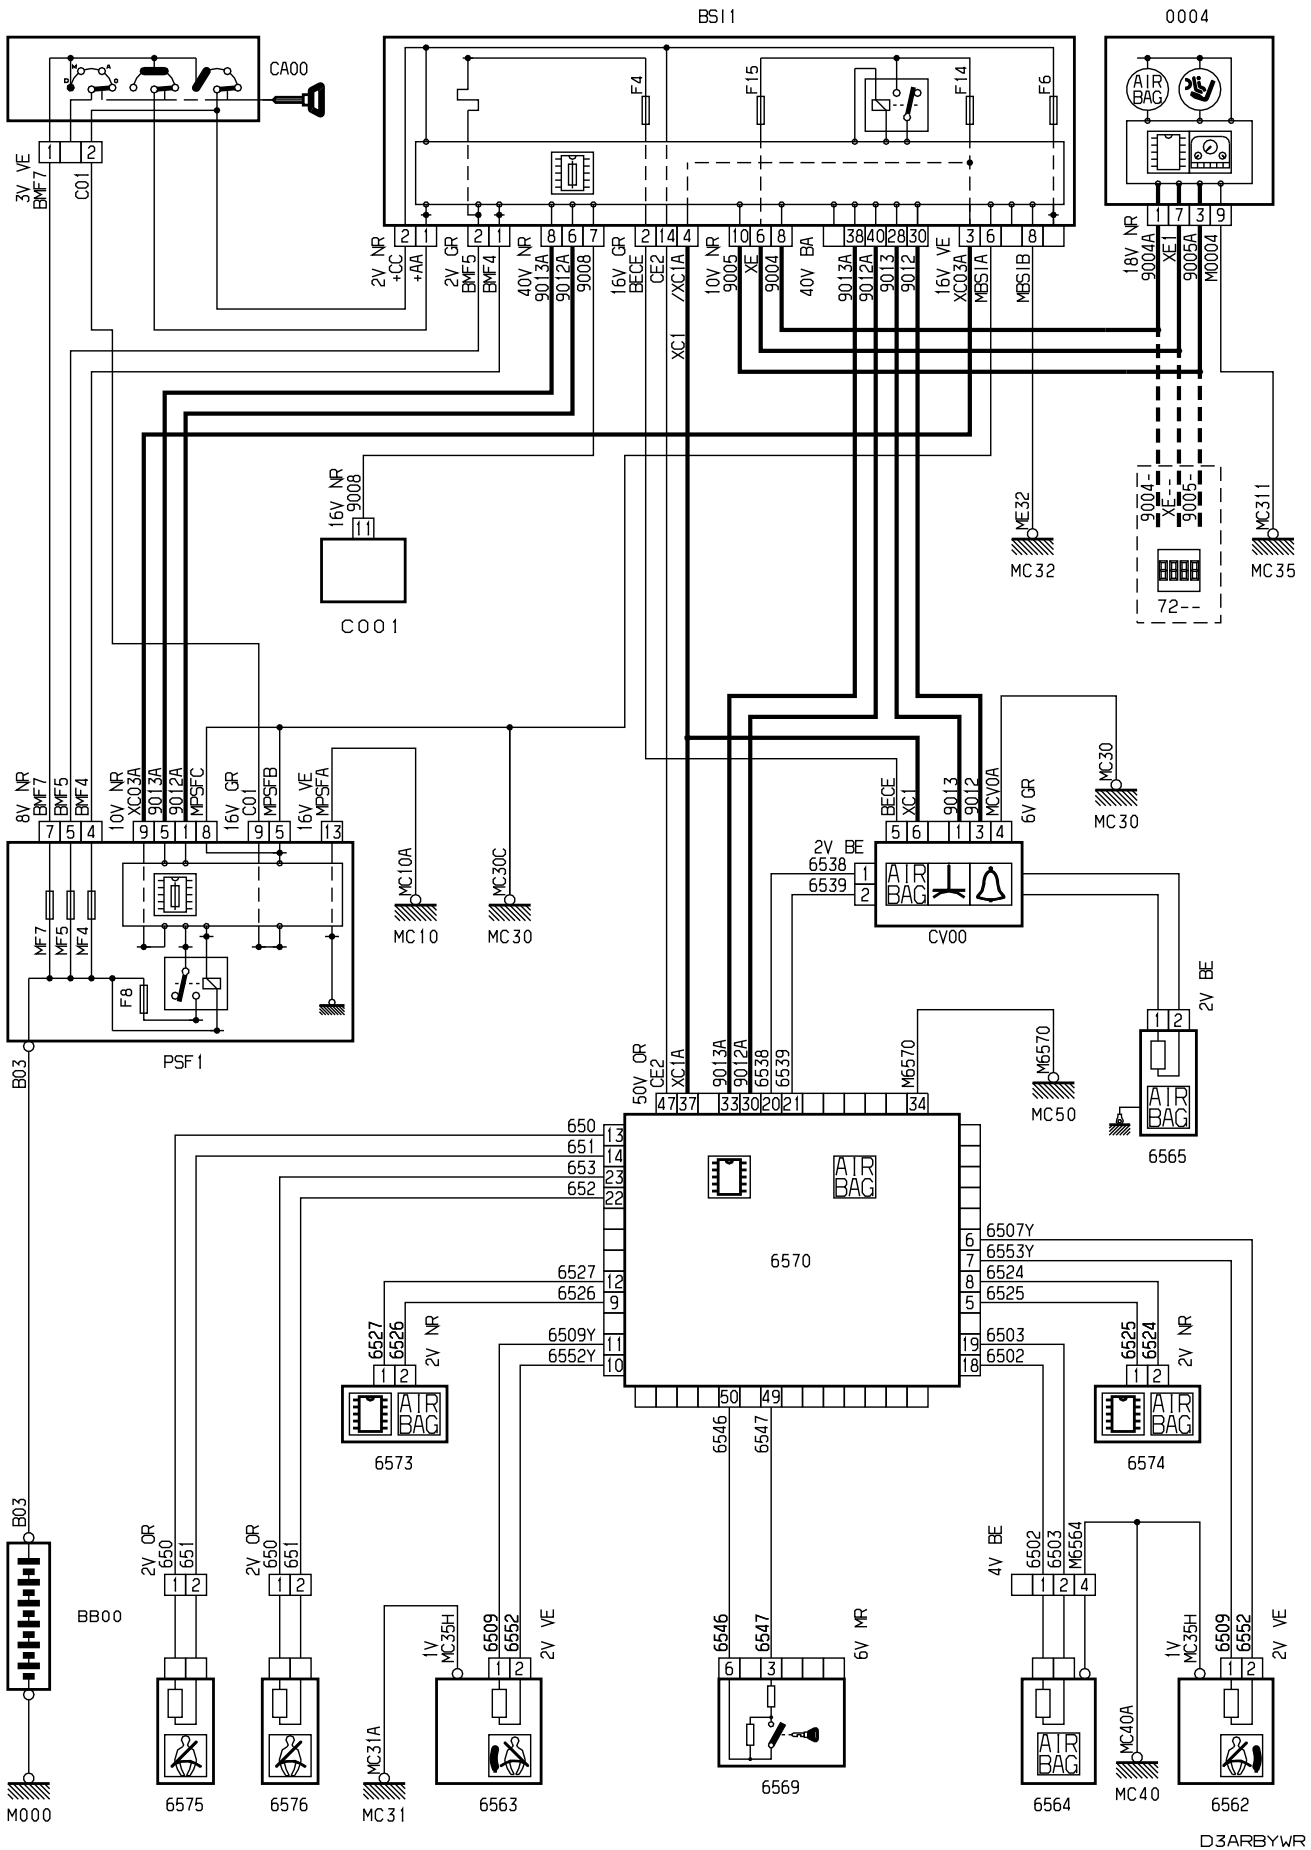 BSI1
0004
CA00
M
A
D
O
AIR
BAG
F4
F15
F14
F6
1
2
3V VE
BMF7
C01
2
1
2
1
8
6
7
2
14
4
10
6
8
38
40
28
30
3
6
8
1
7
3
9
2V NR
+CC
+AA
2V GR
BMF5
BMF4
40V NR
9013A
9012A
9008
16V GR
BECE
CE2
/XC1A
10V NR
9005
XE
9004
40V BA
9013A
9012A
9013
9012
16V VE
XC03A
MBSIA
MBSIB
18V NR
9004A
XE1
9005A
M0004
XC1
16V NR
9008
11
C001
ME32
MC32
9004-
XE--
9005-
72--
MC311
MC35
8V NR
BMF7
BMF5
BMF4
10V NR
XC03A
9013A
9012A
MPSFC
16V GR
C01
MPSFB
16V VE
MPSFA
7
5
4
9
5
1
8
9
5
13
MF7
MF5
MF4
F8
PSF1
MC10A
MC10
MC30C
MC30
BECE
XC1
9013
9012
MCV0A
6V GR
5
6
1
3
4
MC30
MC30
2V BE
6538
6539
1
2
AIR
BAG
CV00
2V BE
1
2
AIR
BAG
6565
B03
50V OR
CE2
XC1A
9013A
9012A
6538
6539
M6570
47
37
33
30
20
21
34
M6570
MC50
650
651
653
652
13
14
23
22
AIR
BAG
6570
6
7
8
5
19
18
6507Y
6553Y
6524
6525
6503
6502
6527
6526
6509Y
6552Y
12
9
11
10
6527
6526
2V NR
1
2
AIR
BAG
6573
50
49
6546
6547
6525
6524
2V NR
1
2
AIR
BAG
6574
B03
BB00
M000
2V OR
650
651
1
2
6575
2V OR
650
651
1
2
6576
MC31A
MC31
1V
MC35H
6509
6552
2V VE
1
2
6563
6546
6547
6V MR
6
3
6569
4V BE
6502
6503
M6564
1
2
4
AIR
BAG
6564
MC40A
MC40
1V
MC35H
6509
6552
2V VE
1
2
6562
D3ARBYWR